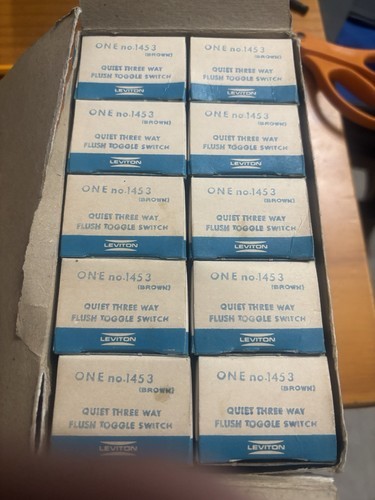 ONE no.1453
(BROWN)
QUIET THREE WAY
FLUSH TOGGLE SWITCH
LEVITON
ONE no.1453
(BROWN)
QUIET THREE WAY
FLUSH TOGGLE SWITCH
LEVITON
ONE no.1453
(BROWN)
QUIET THREE WAY
FLUSH TOGGLE SWITCH
LEVITON
ONE no.1453
(BROWN)
QUIET THREE WAY
FLUSH TOGGLE SWITCH
LEVITON
ONE no.1453
(BROWN)
QUIET THREE WAY
FLUSH TOGGLE SWITCH
LEVITON
ONE no.1453
(BROWN)
QUIET THREE WAY
FLUSH TOGGLE SWITCH
LEVITON
ONE no.1453
(BROWN)
QUIET THREE WAY
FLUSH TOGGLE SWITCH
LEVITON
ONE no.1453
(BROWN)
QUIET THREE WAY
FLUSH TOGGLE SWITCH
LEVITON
ONE no.1453
(BROWN)
QUIET THREE WAY
FLUSH TOGGLE SWITCH
LEVITON
ONE no.1453
(BROWN)
QUIET THREE WAY
FLUSH TOGGLE SWITCH
LEVITON